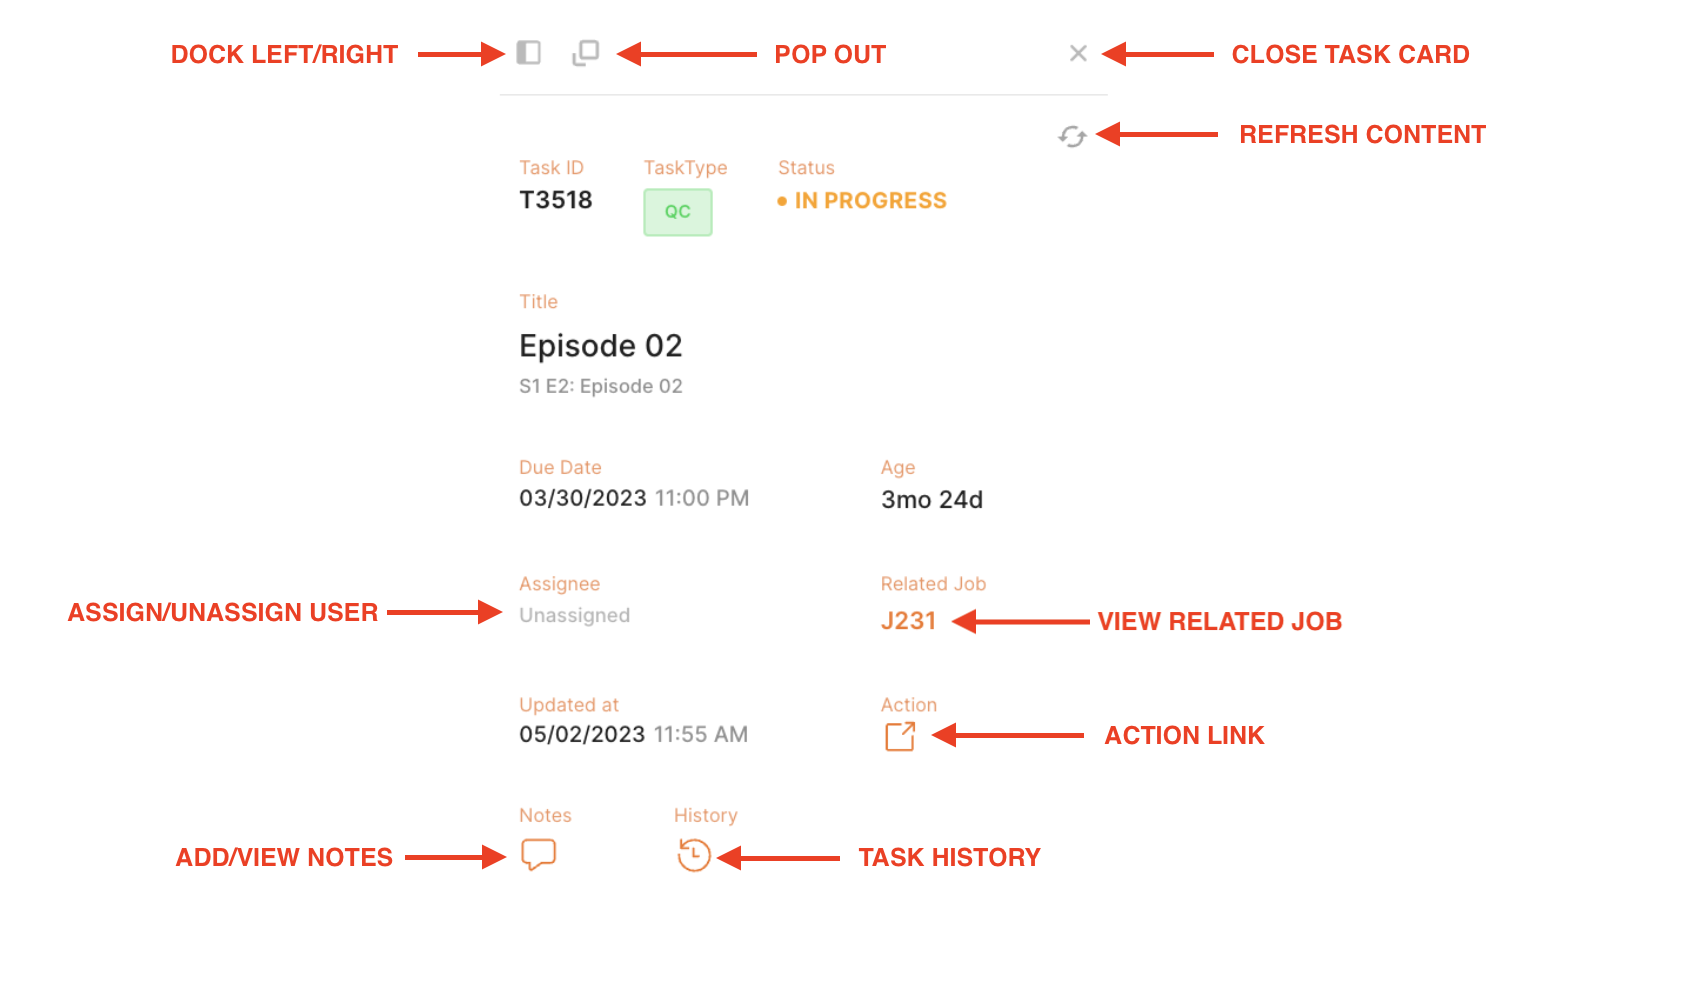 DOCK LEFT/RIGHT
POP OUT
CLOSE TASK CARD
REFRESH CONTENT
Task ID
TaskType
Status
T3518
QC
IN PROGRESS
Title
Episode 02
S1 E2: Episode 02
Due Date
Age
03/30/2023 11:00 PM
3mo 24d
Assignee
Related Job
ASSIGN/UNASSIGN USER
Unassigned
J231
VIEW RELATED JOB
Updated at
Action
05/02/2023 11:55 AM
ACTION LINK
Notes
History
ADD/VIEW NOTES
TASK HISTORY